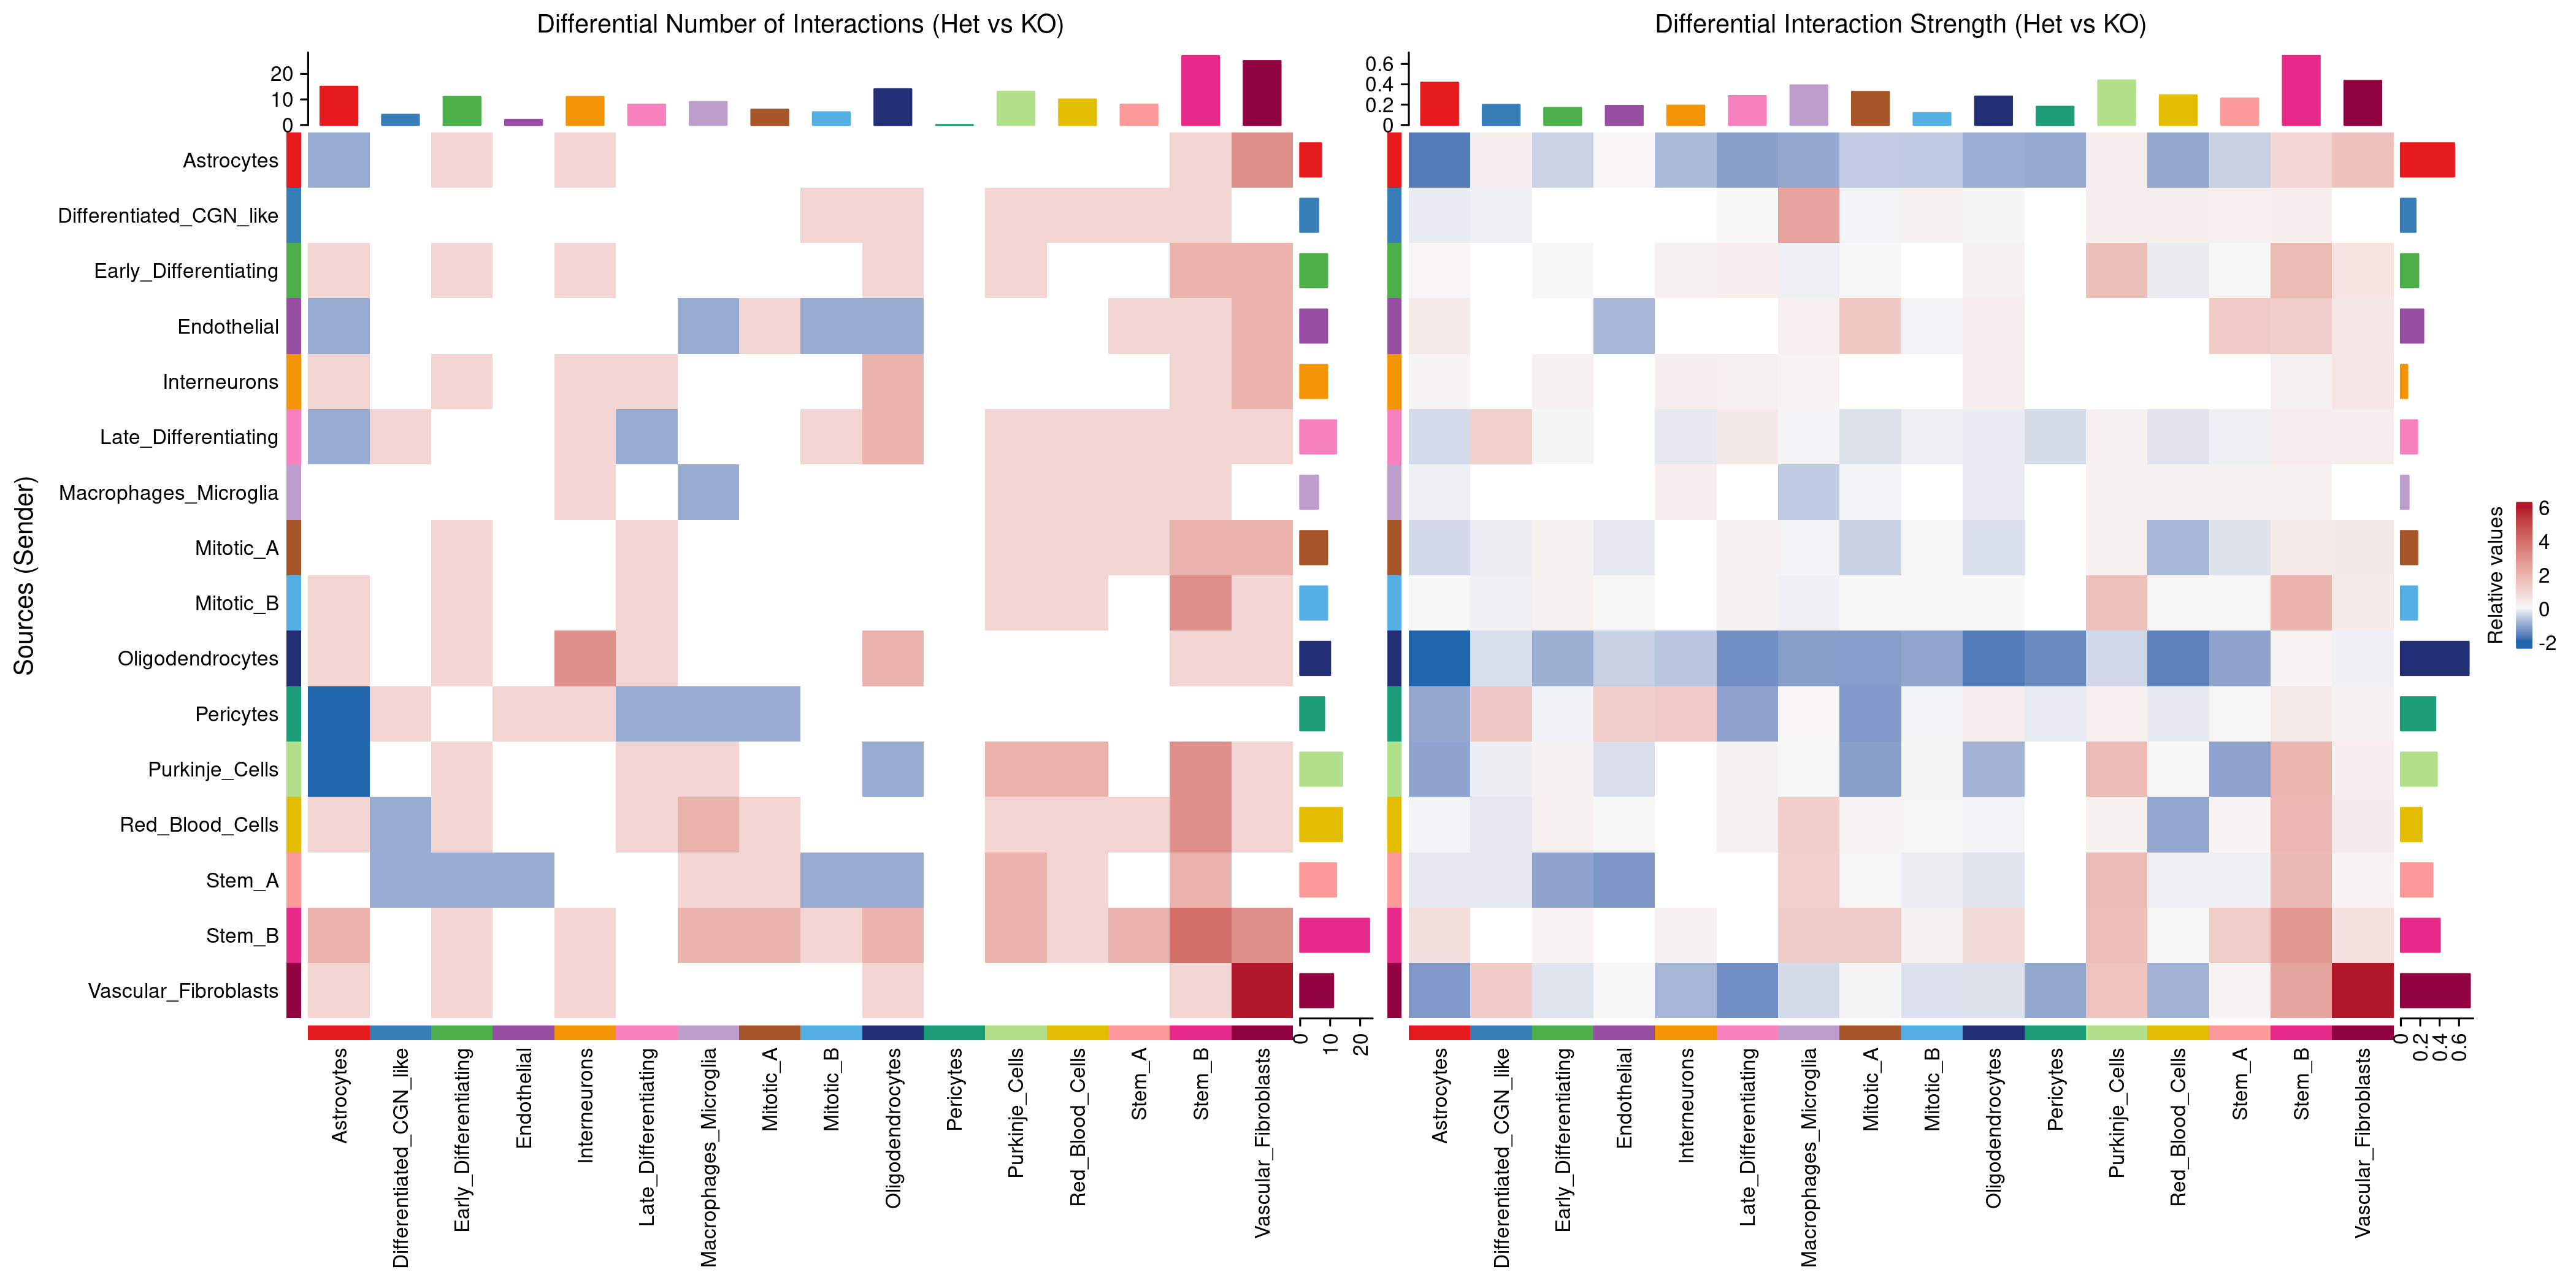 Differential Number of Interactions (Het vs KO)
Differential Interaction Strength (Het vs KO)
20
10
0
0.6
0.4
0.2
0
Sources (Sender)
Astrocytes
Differentiated_CGN_like
Early_Differentiating
Endothelial
Interneurons
Late_Differentiating
Macrophages_Microglia
Mitotic_A
Mitotic_B
Oligodendrocytes
Pericytes
Purkinje_Cells
Red_Blood_Cells
Stem_A
Stem_B
Vascular_Fibroblasts
Astrocytes
Differentiated_CGN_like
Early_Differentiating
Endothelial
Interneurons
Late_Differentiating
Macrophages_Microglia
Mitotic_A
Mitotic_B
Oligodendrocytes
Pericytes
Purkinje_Cells
Red_Blood_Cells
Stem_A
Stem_B
Vascular_Fibroblasts
0
10
20
Astrocytes
Differentiated_CGN_like
Early_Differentiating
Endothelial
Interneurons
Late_Differentiating
Macrophages_Microglia
Mitotic_A
Mitotic_B
Oligodendrocytes
Pericytes
Purkinje_Cells
Red_Blood_Cells
Stem_A
Stem_B
Vascular_Fibroblasts
0
0.2
0.4
0.6
Relative values
6
4
2
0
-2